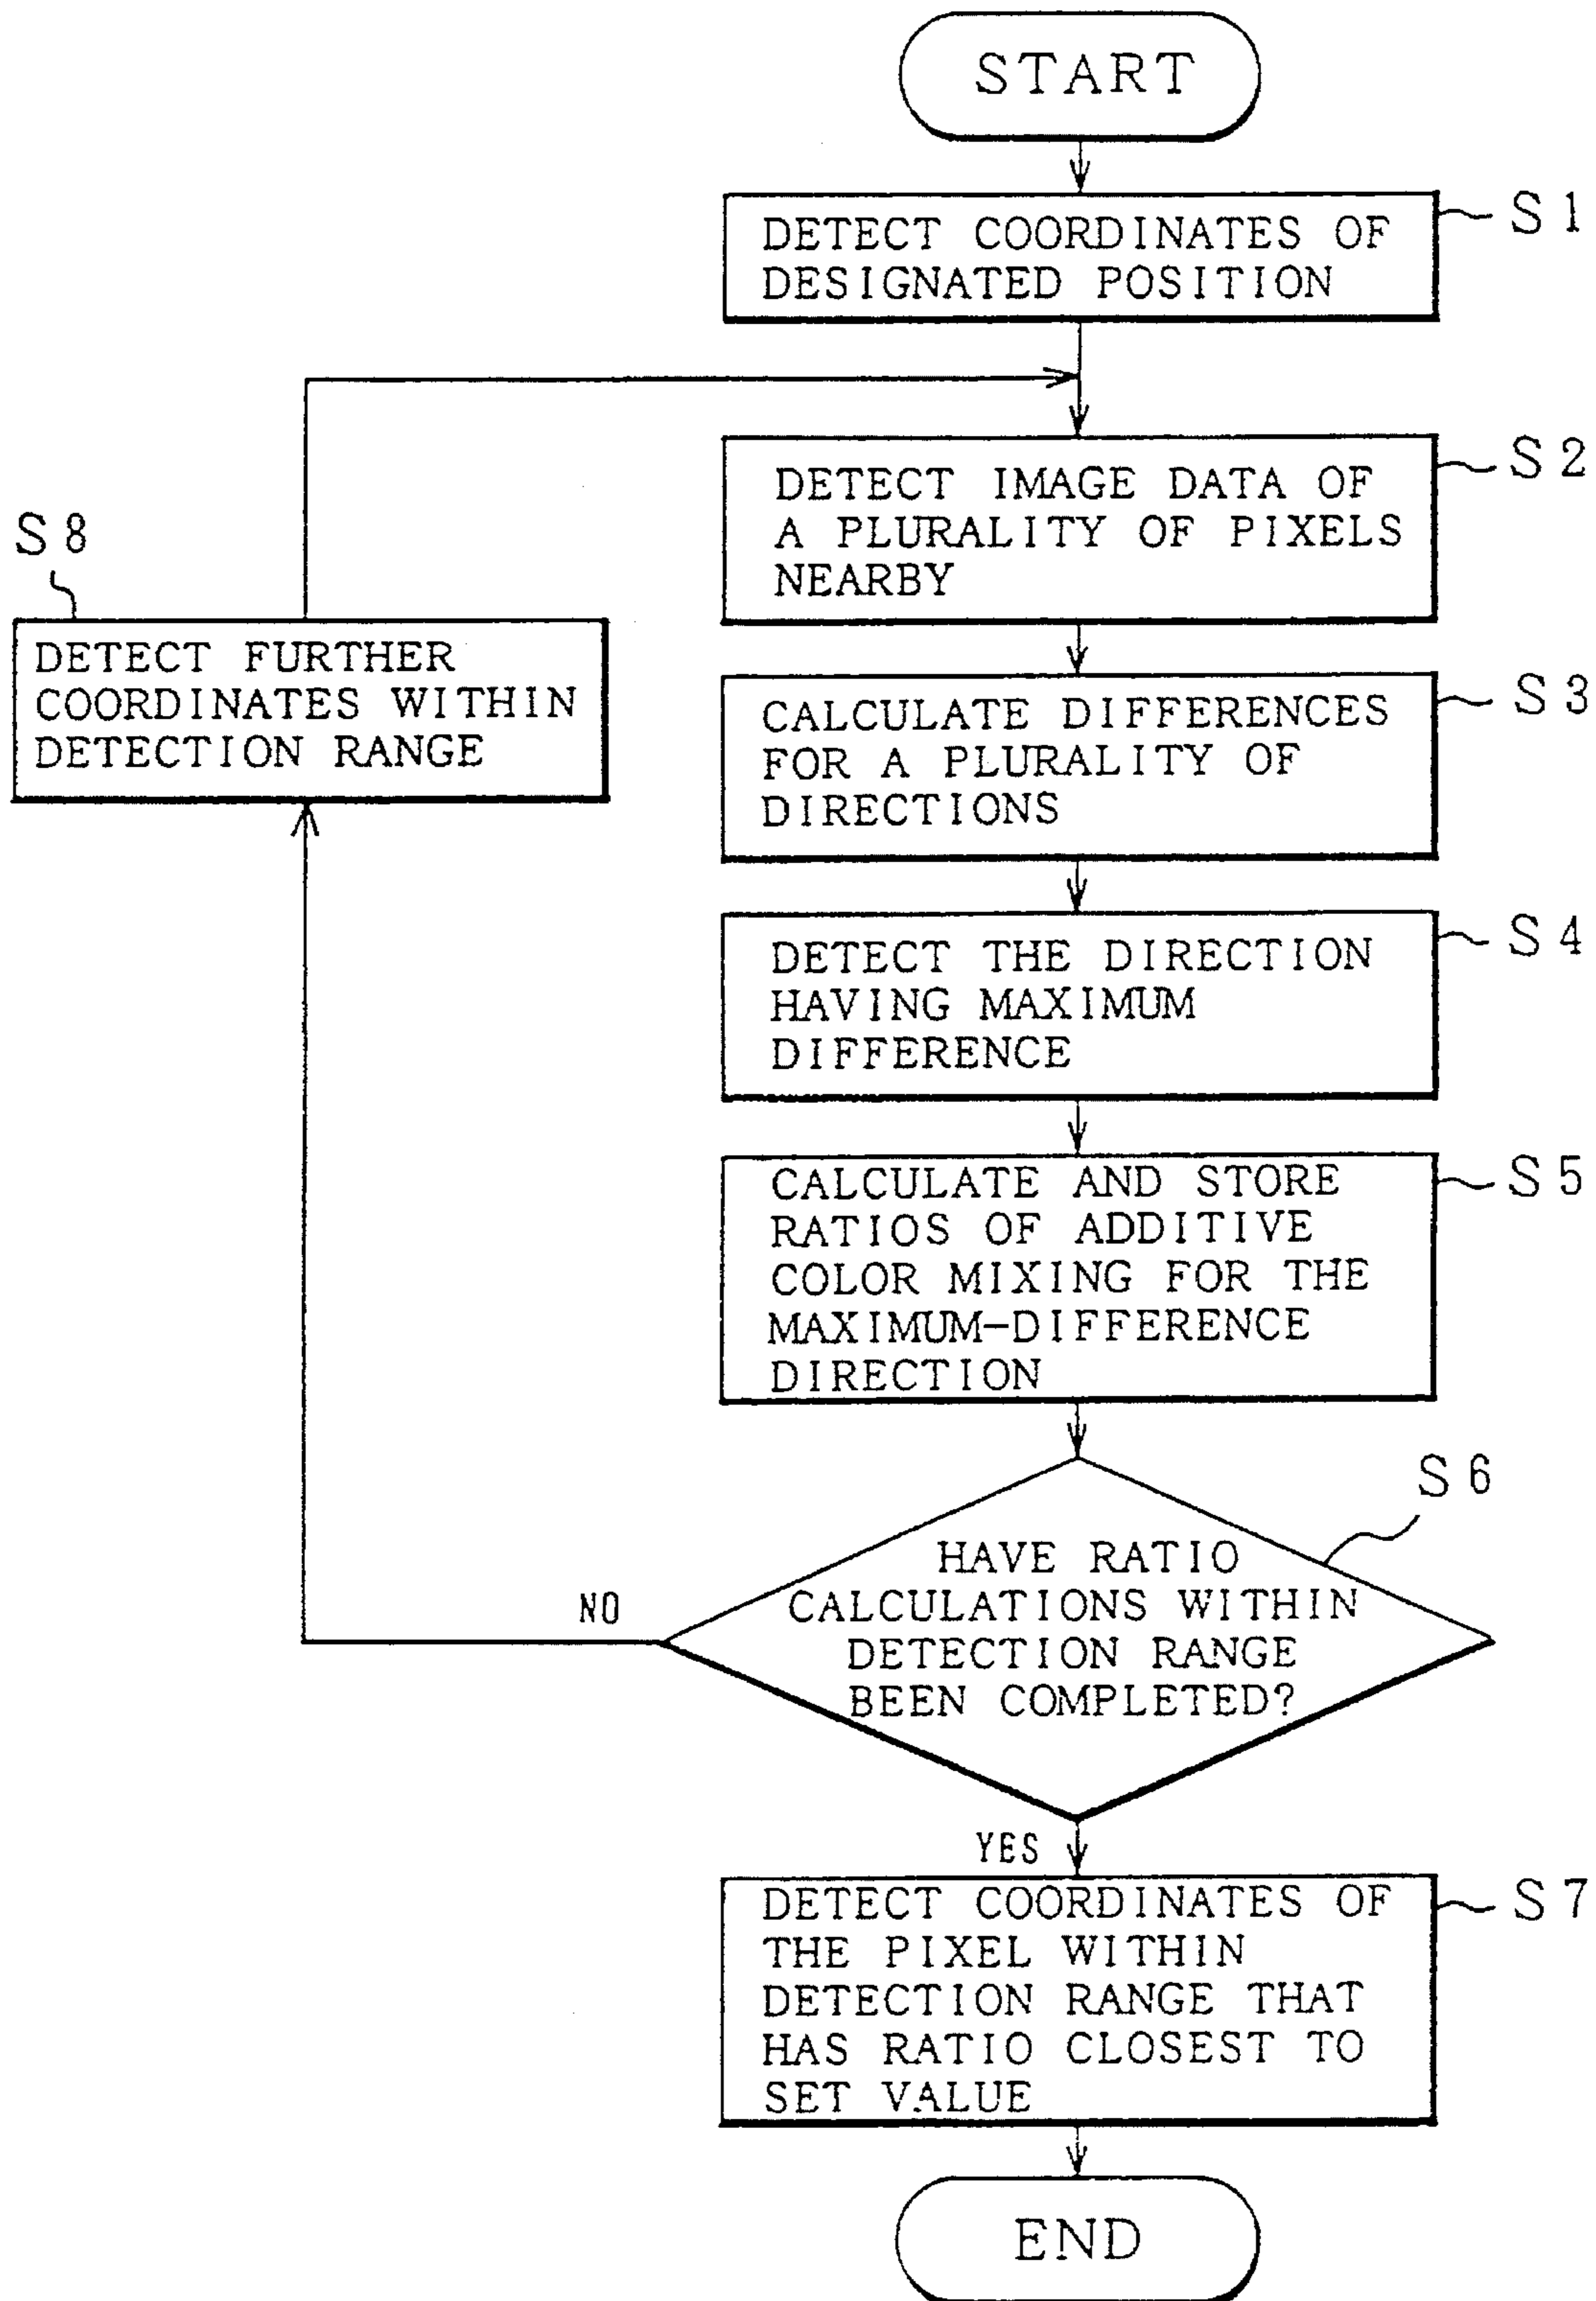 START
S1
DETECT COORDINATES OF
DESIGNATED POSITION
S2
DETECT IMAGE DATA OF
A PLURALITY OF PIXELS
NEARBY
S8
DETECT FURTHER
COORDINATES WITHIN
DETECTION RANGE
S3
CALCULATE DIFFERENCES
FOR A PLURALITY OF
DIRECTIONS
S4
DETECT THE DIRECTION
HAVING MAXIMUM
DIFFERENCE
S5
CALCULATE AND STORE
RATIOS OF ADDITIVE
COLOR MIXING FOR THE
MAXIMUM-DIFFERENCE
DIRECTION
S6
HAVE RATIO
CALCULATIONS WITHIN
DETECTION RANGE
BEEN COMPLETED?
NO
YES
S7
DETECT COORDINATES OF
THE PIXEL WITHIN
DETECTION RANGE THAT
HAS RATIO CLOSEST TO
SET VALUE
END